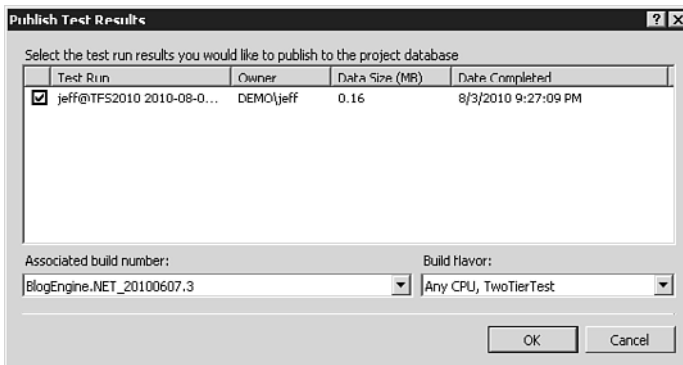 Publish Test Results
Select the test run results you would like to publish to the project database
Test Run Owner Data Size (MB) Date Completed
jeff@TFS2010 2010-08-0... DEMO\jeff 0.16 8/3/2010 9:27:09 PM
Associated build number: Build flavor:
BlogEngine.NET_20100607.3 Any CPU, TwoTierTest
OK Cancel